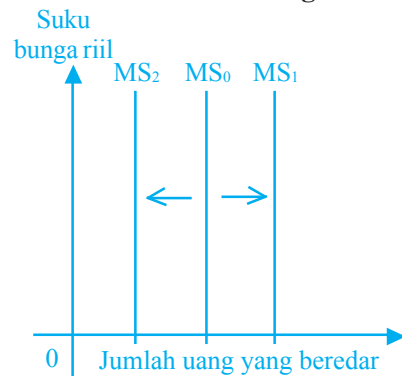 Suku
bunga riil
MS₂ MS₀ MS₁
0 Jumlah uang yang beredar